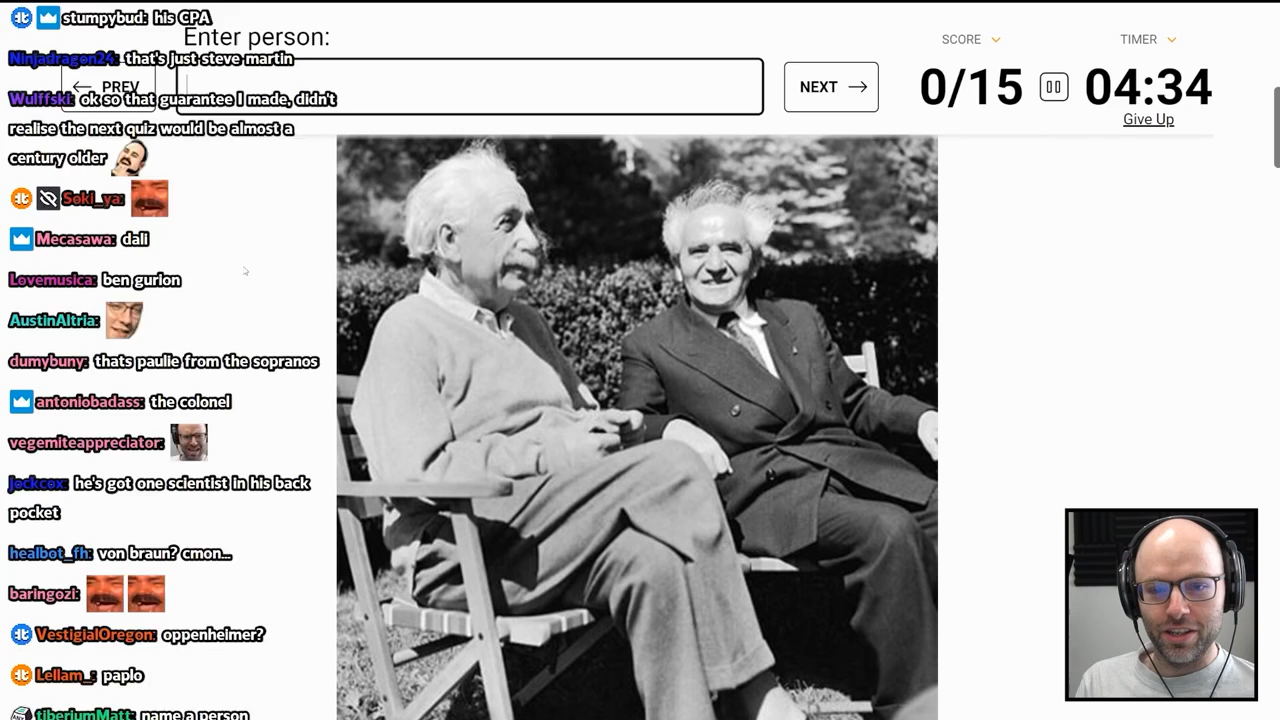 stumpybud: his CPA
Enter person:
SCORE
TIMER
Ninjadragon24: that's just steve martin
PREV
NEXT
0/15
04:34
Give Up
Wulffski: ok so that guarantee I made, didn't
realise the next quiz would be almost a
century older
Seki_ya:
Mecasawa: dali
Lovemusica: ben gurion
AustinAltria:
dumybuny: thats paulie from the sopranos
antoniobadass: the colonel
vegemiteappreciator:
jockcox: he's got one scientist in his back
pocket
healbot_fh: von braun? cmon...
baringozi:
VestigialOregon: oppenheimer?
Lellam_: paplo
tiberiumMatt: name a person